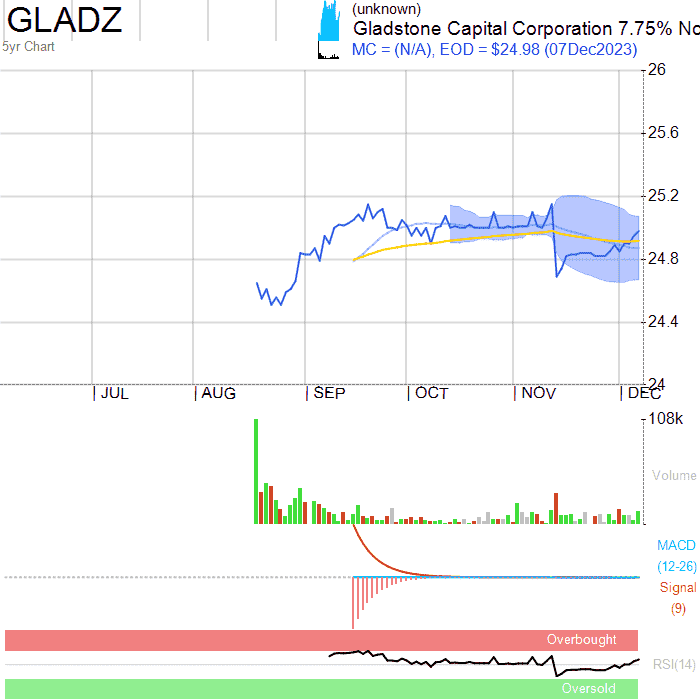 GLADZ
5yr Chart
(unknown)
Gladstone Capital Corporation 7.75% No
MC = (N/A), EOD = $24.98 (07Dec2023)
26
25.6
25.2
24.8
24.4
24
JUL AUG SEP OCT NOV DEC
108k
Volume
MACD
(12-26)
Signal
(9)
Overbought
RSI(14)
Oversold